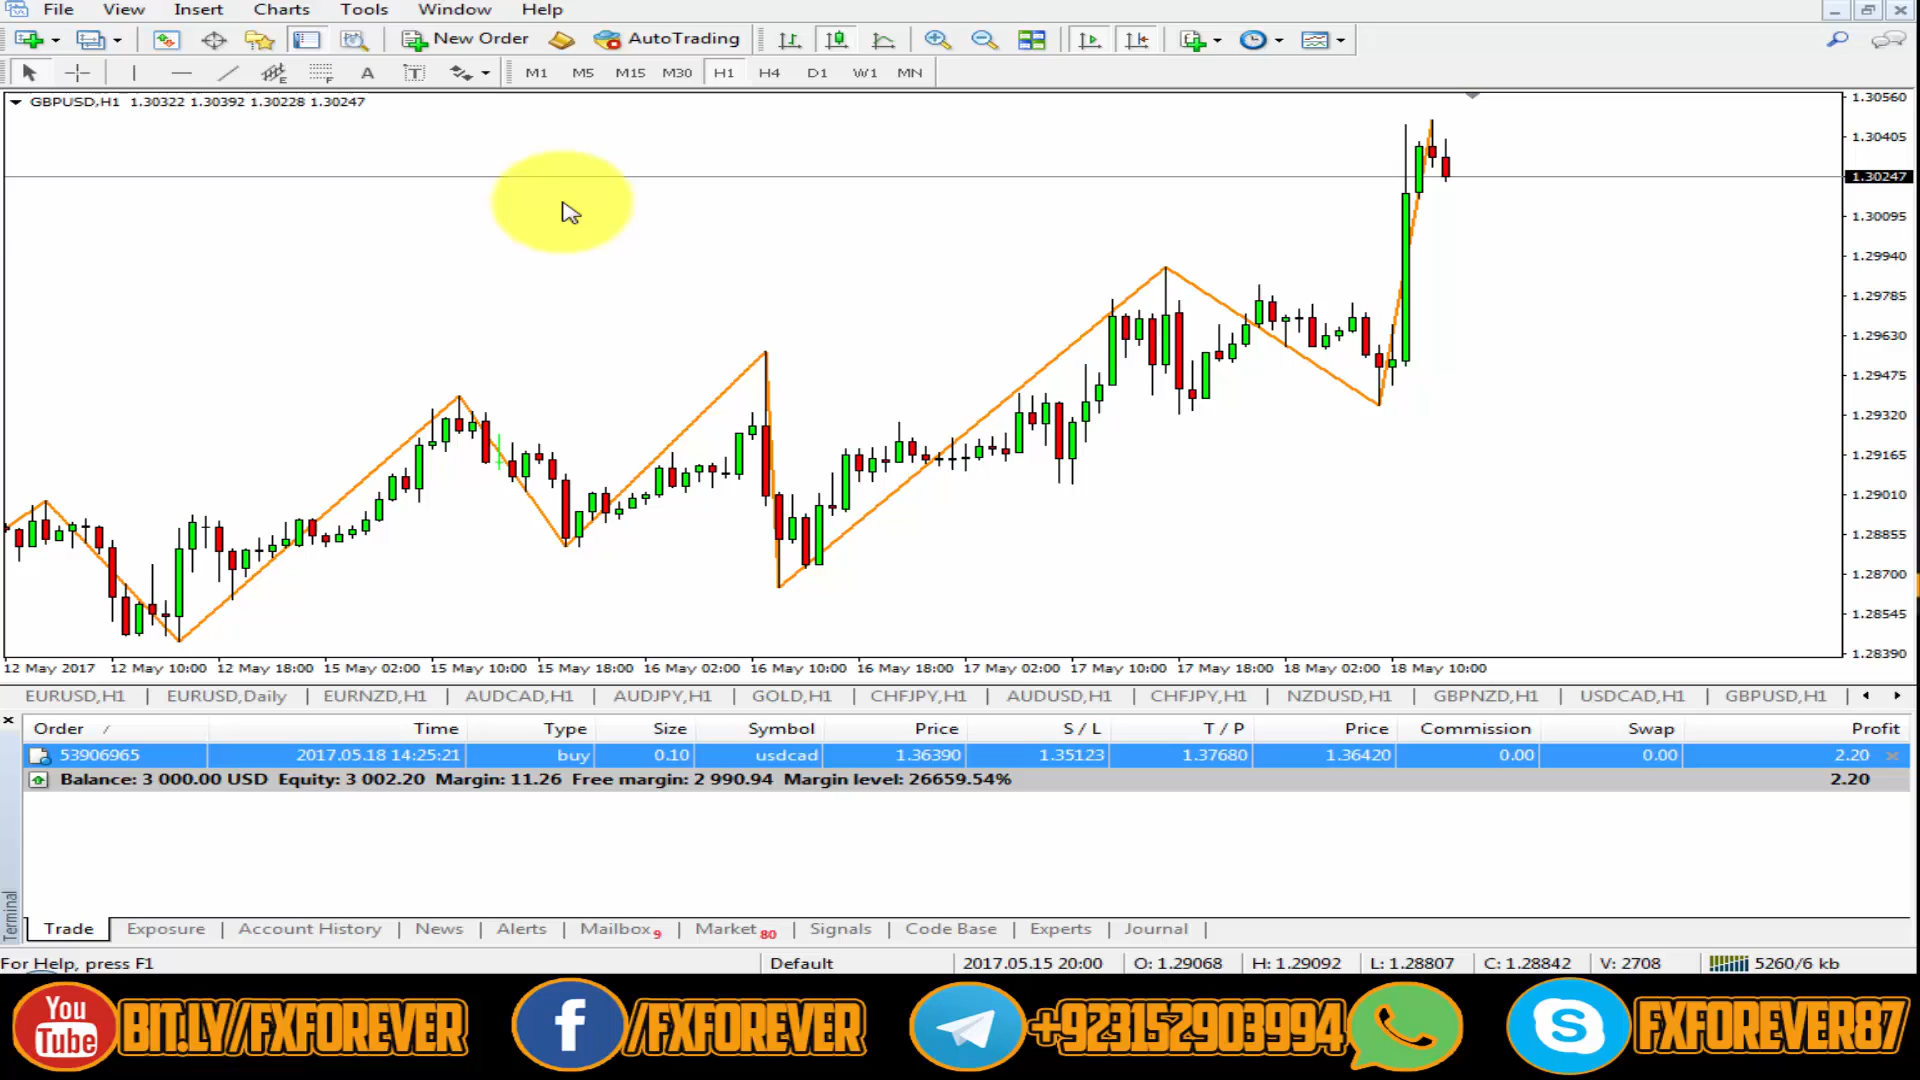 File View Insert Charts Tools Window Help
New Order AutoTrading
A T M1 M5 M15 M30 H1 H4 D1 W1 MN
GBPUSD,H1 1.30322 1.30392 1.30228 1.30247
1.30560
1.30405
1.30247
1.30095
1.29940
1.29785
1.29630
1.29475
1.29320
1.29165
1.29010
1.28855
1.28700
1.28545
1.28390
12 May 2017 12 May 10:00 12 May 18:00 15 May 02:00 15 May 10:00 15 May 18:00 16 May 02:00 16 May 10:00 16 May 18:00 17 May 02:00 17 May 10:00 17 May 18:00 18 May 02:00 18 May 10:00
EURUSD,H1 EURUSD,Daily EURNZD,H1 AUDCAD,H1 AUDJPY,H1 GOLD,H1 CHFJPY,H1 AUDUSD,H1 CHFJPY,H1 NZDUSD,H1 GBPNZD,H1 USDCAD,H1 GBPUSD,H1
Order / Time Type Size Symbol Price S / L T / P Price Commission Swap Profit
53906965 2017.05.18 14:25:21 buy 0.10 usdcad 1.36390 1.35123 1.37680 1.36420 0.00 0.00 2.20
Balance: 3 000.00 USD Equity: 3 002.20 Margin: 11.26 Free margin: 2 990.94 Margin level: 26659.54% 2.20
Terminal
Trade Exposure Account History News Alerts Mailbox 9 Market 80 Signals Code Base Experts Journal
For Help, press F1 Default 2017.05.15 20:00 O: 1.29068 H: 1.29092 L: 1.28807 C: 1.28842 V: 2708 5260/6 kb
You Tube BIT.LY/FXFOREVER f /FXFOREVER +923152903994 S FXFOREVER87